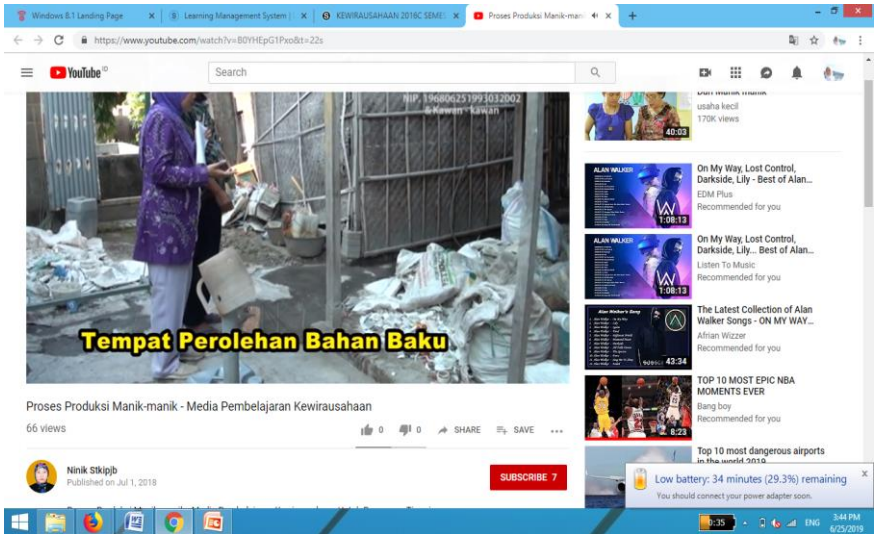 Windows 8.1 Landing Page
Learning Management System |
KEWIRAUSAHAAN 2016C SEMES
Proses Produksi Manik-mani
https://www.youtube.com/watch?v=B0YHEpG1Pxo&t=22s
YouTube ID
Search
NIP. 196806251993032002
& Kawan - kawan
Tempat Perolehan Bahan Baku
Proses Produksi Manik-manik - Media Pembelajaran Kewirausahaan
66 views
0
0
SHARE
SAVE
Ninik Stkipjb
Published on Jul 1, 2018
SUBSCRIBE 7
usaha kecil
170K views
40:03
ALAN WALKER
1:08:13
On My Way, Lost Control,
Darkside, Lily - Best of Alan...
EDM Plus
Recommended for you
ALAN WALKER
1:08:13
On My Way, Lost Control,
Darkside, Lily... Best of Alan...
Listen To Music
Recommended for you
Alan Walker's Song
43:34
The Latest Collection of Alan
Walker Songs - ON MY WAY...
Afrian Wizzer
Recommended for you
8:23
TOP 10 MOST EPIC NBA
MOMENTS EVER
Bang boy
Recommended for you
Top 10 most dangerous airports
in the world 2019
Low battery: 34 minutes (29.3%) remaining
You should connect your power adapter soon.
0:35
ENG
3:44 PM
6/25/2019